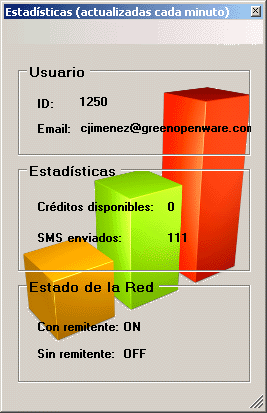 Estadísticas (actualizadas cada minuto)
Usuario
ID: 1250
Email: cjimenez@greenopenware.com
Estadísticas
Créditos disponibles: 0
SMS enviados: 111
Estado de la Red
Con remitente: ON
Sin remitente: OFF